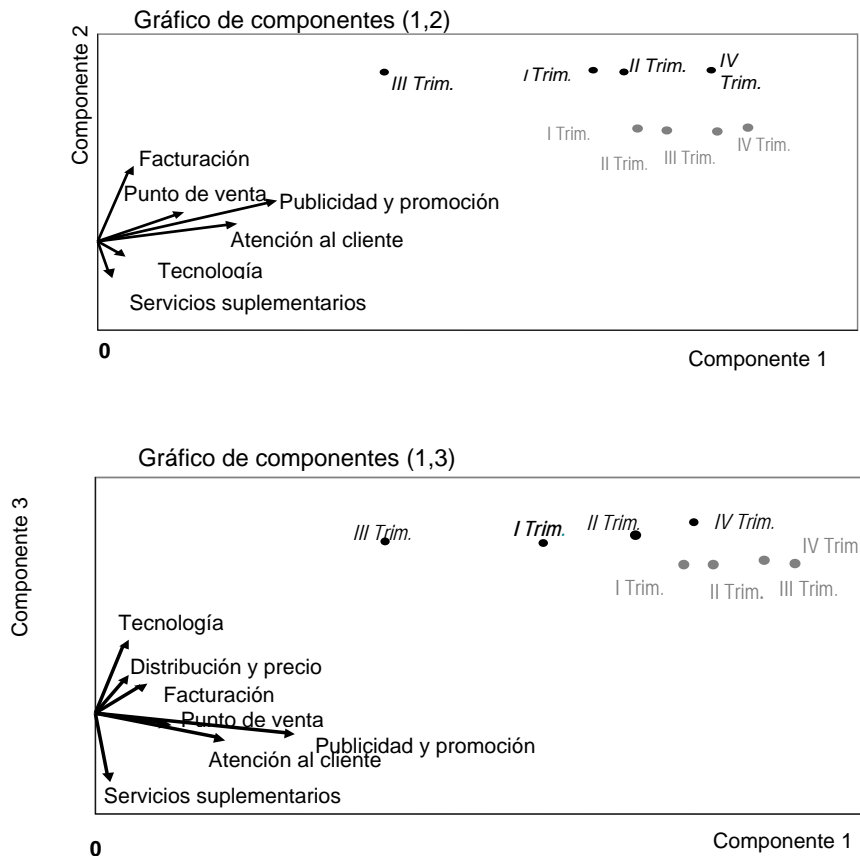 Gráfico de componentes (1,2)
Componente 2
III Trim.
I Trim.
II Trim.
IV
Trim.
I Trim.
II Trim.
III Trim.
IV Trim.
Facturación
Punto de venta
Publicidad y promoción
Atención al cliente
Tecnología
Servicios suplementarios
0
Componente 1
Gráfico de componentes (1,3)
Componente 3
III Trim.
I Trim.
II Trim.
IV Trim.
IV Trim
I Trim.
II Trim.
III Trim.
Tecnología
Distribución y precio
Facturación
Punto de venta
Publicidad y promoción
Atención al cliente
Servicios suplementarios
0
Componente 1